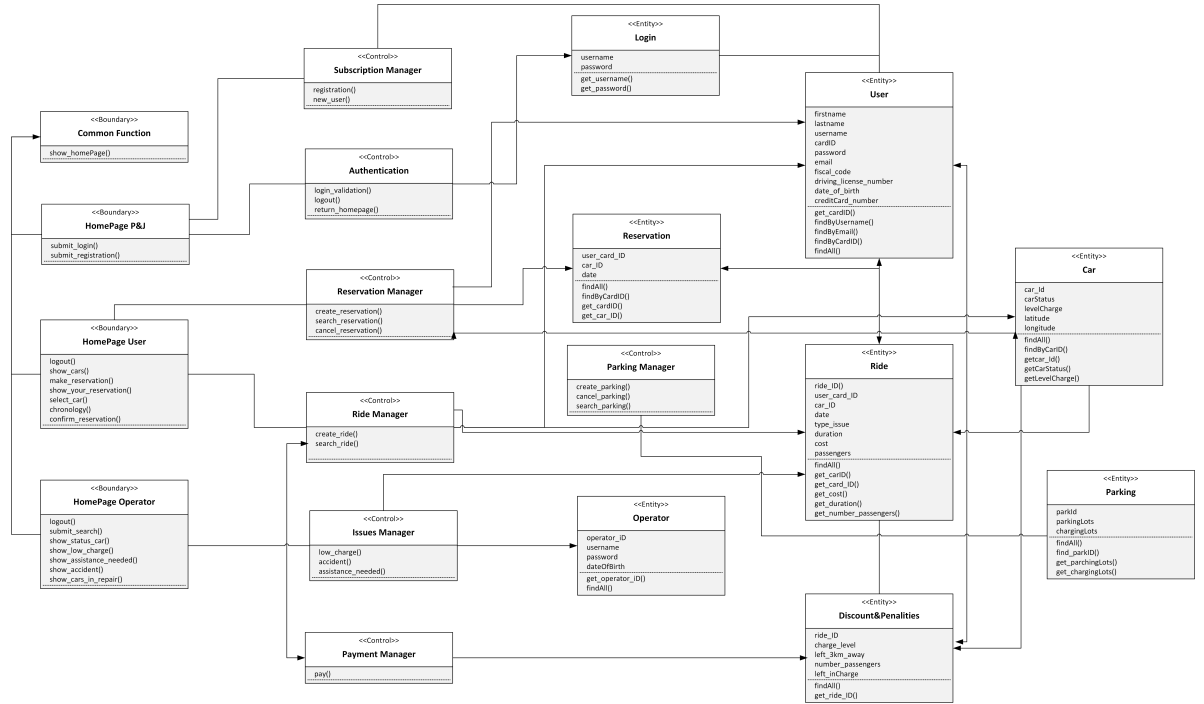 <<Control>>
Subscription Manager
registration()
new_user()
<<Entity>>
Login
username
password
get_username()
get_password()
<<Entity>>
User
firstname
lastname
username
cardID
password
email
fiscal_code
driving_license_number
date_of_birth
creditCard_number
get_cardID()
findByUsername()
findByEmail()
findByCardID()
findAll()
<<Boundary>>
Common Function
show_homePage()
<<Control>>
Authentication
login_validation()
logout()
return_homepage()
<<Boundary>>
HomePage P&J
submit_login()
submit_registration()
<<Entity>>
Reservation
user_card_ID
car_ID
date
findAll()
findByCardID()
get_cardID()
get_car_ID()
<<Entity>>
Car
car_Id
carStatus
levelCharge
latitude
longitude
findAll()
findByCarID()
getcar_Id()
getCarStatus()
getLevelCharge()
<<Control>>
Reservation Manager
create_reservation()
search_reservation()
cancel_reservation()
<<Boundary>>
HomePage User
logout()
show_cars()
make_reservation()
show_your_reservation()
select_car()
chronology()
confirm_reservation()
<<Control>>
Parking Manager
create_parking()
cancel_parking()
search_parking()
<<Entity>>
Ride
ride_ID()
user_card_ID
car_ID
date
type_issue
duration
cost
passengers
findAll()
get_carID()
get_card_ID()
get_cost()
get_duration()
get_number_passengers()
<<Control>>
Ride Manager
create_ride()
search_ride()
<<Boundary>>
HomePage Operator
logout()
submit_search()
show_status_car()
show_low_charge()
show_assistance_needed()
show_accident()
show_cars_in_repair()
<<Control>>
Issues Manager
low_charge()
accident()
assistance_needed()
<<Entity>>
Operator
operator_iD
username
password
dateOfBirth
get_operator_iD()
findAll()
<<Entity>>
Parking
parkId
parkingLots
chargingLots
findAll()
find_parkID()
get_parchingLots()
get_chargingLots()
<<Control>>
Payment Manager
pay()
<<Entity>>
Discount&Penalities
ride_ID
charge_level
left_3km_away
number_passengers
left_inCharge
findAll()
get_ride_ID()